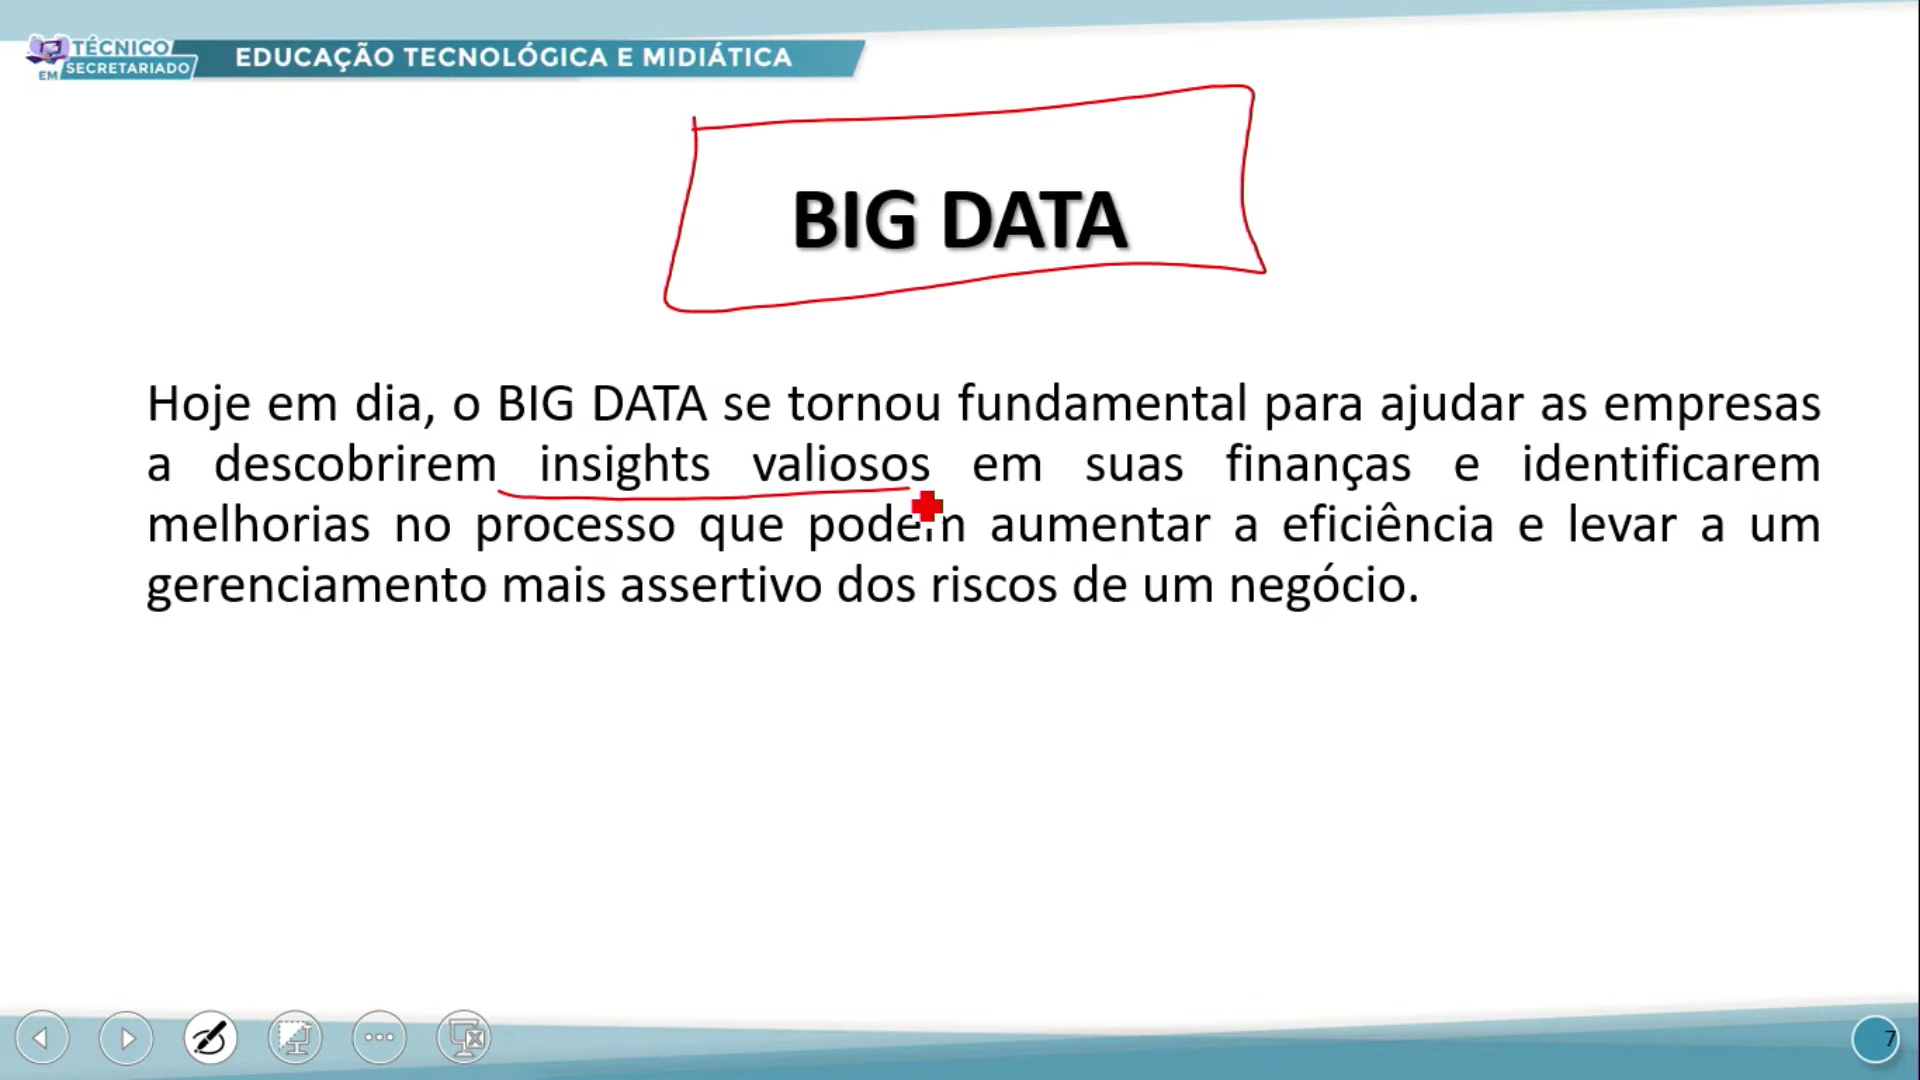 TÉCNICO
EM SECRETARIADO
EDUCAÇÃO TECNOLÓGICA E MIDIÁTICA
BIG DATA
Hoje em dia, o BIG DATA se tornou fundamental para ajudar as empresas
a descobrirem insights valiosos em suas finanças e identificarem
melhorias no processo que podem aumentar a eficiência e levar a um
gerenciamento mais assertivo dos riscos de um negócio.
7